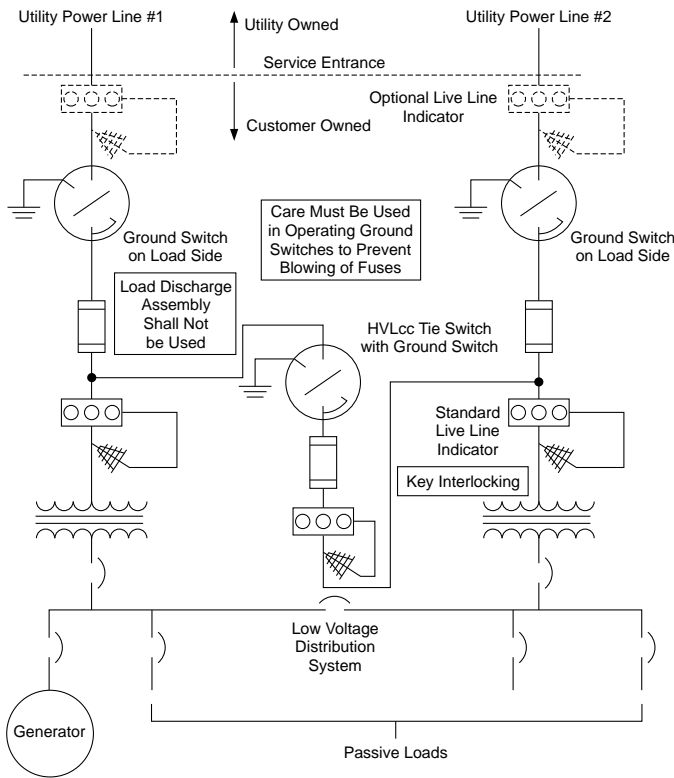 Utility Power Line #1
Utility Owned
Utility Power Line #2
Service Entrance
Optional Live Line
Indicator
Customer Owned
Care Must Be Used
in Operating Ground
Switches to Prevent
Blowing of Fuses
Ground Switch
on Load Side
Ground Switch
on Load Side
Load Discharge
Assembly
Shall Not
be Used
HVLcc Tie Switch
with Ground Switch
Standard
Live Line
Indicator
Key Interlocking
Low Voltage
Distribution
System
Generator
Passive Loads